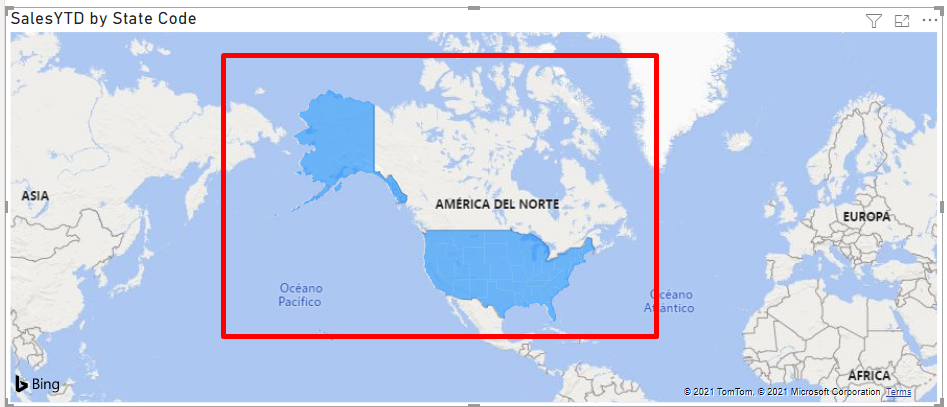 SalesYTD by State Code
ASIA
AMÉRICA DEL NORTE
EUROPA
Océano
Pacífico
Océano
Atlántico
ÁFRICA
Bing
© 2021 TomTom, © 2021 Microsoft Corporation Terms